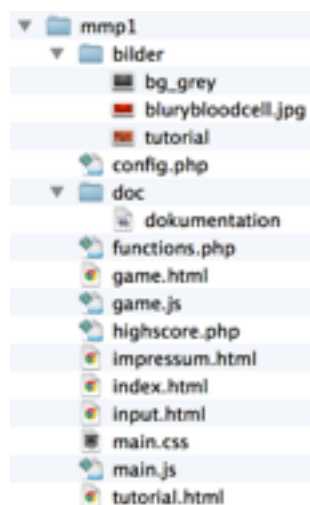 mmp1
bilder
bg_grey
blurybloodcell.jpg
tutorial
config.php
doc
dokumentation
functions.php
game.html
game.js
highscore.php
impressum.html
index.html
input.html
main.css
main.js
tutorial.html